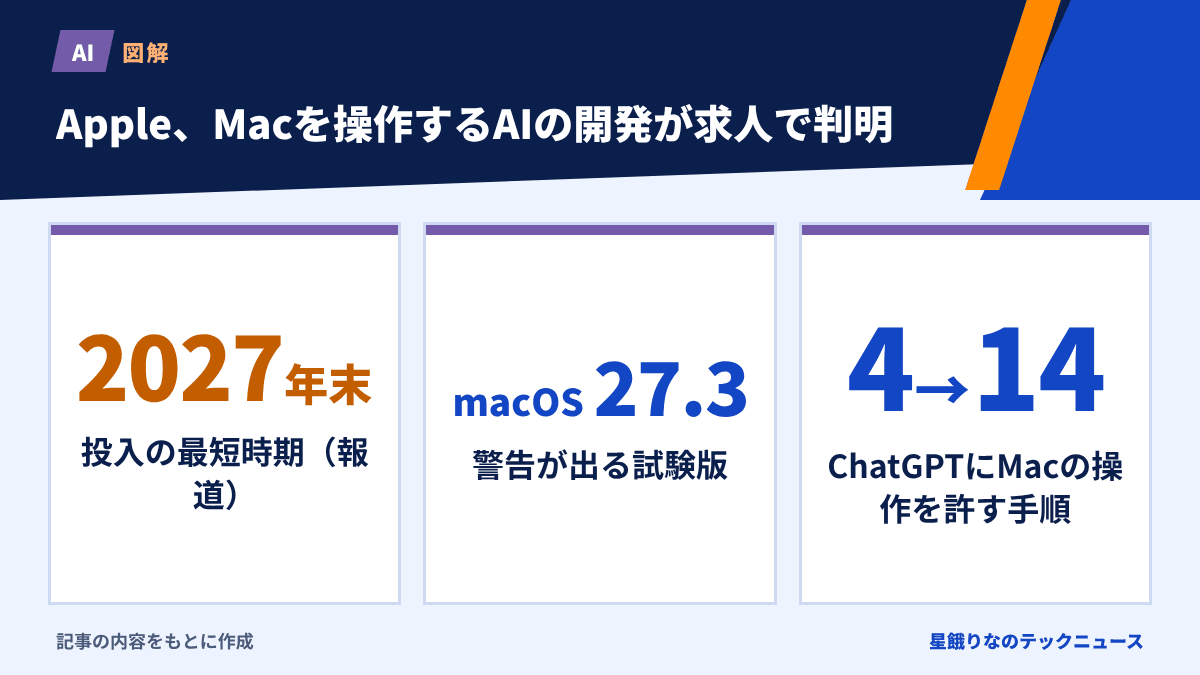 AI 図解
Apple、Macを操作するAIの開発が求人で判明
2027年末
投入の最短時期（報
道）
macOS 27.3
警告が出る試験版
4→14
ChatGPTにMacの操
作を許す手順
記事の内容をもとに作成
星餓りなのテックニュース